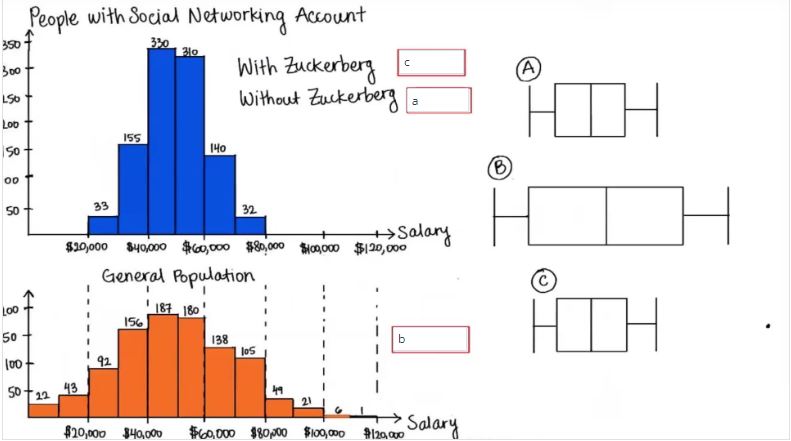 People with Social Networking Account
350
300
250
200
150
100
50
33
155
330
310
140
32
$20,000 $40,000 $60,000 $80,000 $100,000 $120,000
Salary
With Zuckerberg c
Without Zuckerberg a
A
B
C
General Population
200
150
100
50
22
43
92
156
187
180
138
105
49
21
6
1
b
$20,000 $40,000 $60,000 $80,000 $100,000 $120,000
Salary